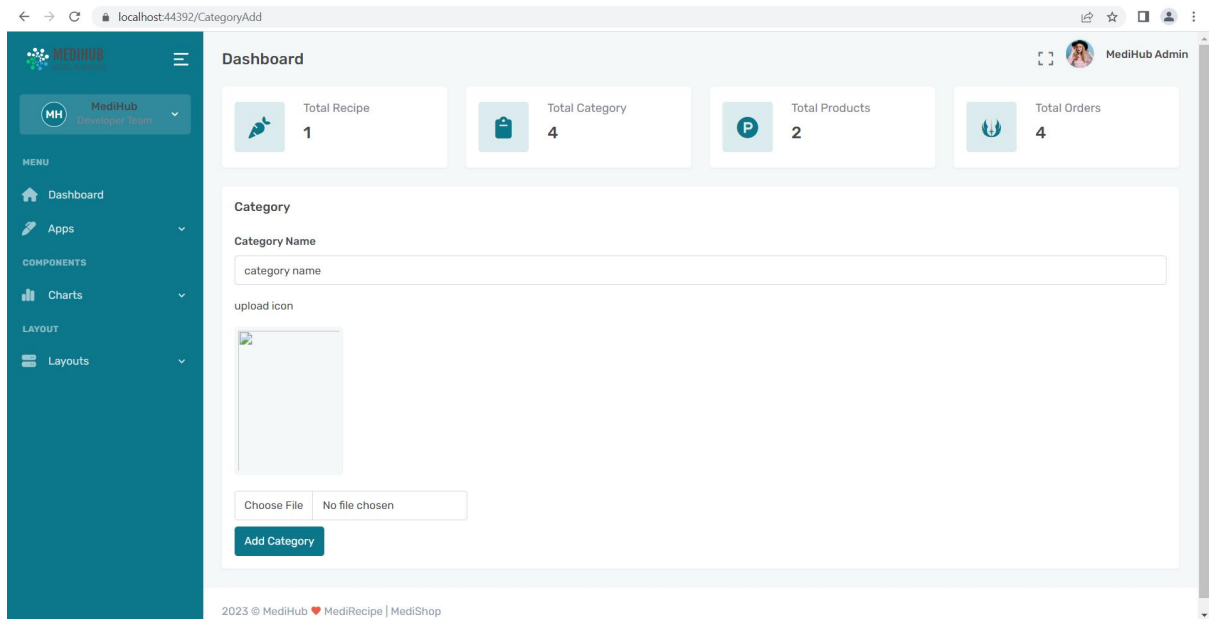 localhost:44392/CategoryAdd
MEDIHUB
Dashboard
MediHub Admin
MH
MediHub
Developer Team
Total Recipe
1
Total Category
4
P
Total Products
2
Total Orders
4
MENU
Dashboard
Apps
COMPONENTS
Charts
LAYOUT
Layouts
Category
Category Name
category name
upload icon
Choose File No file chosen
Add Category
2023 © MediHub ❤ MediRecipe | MediShop